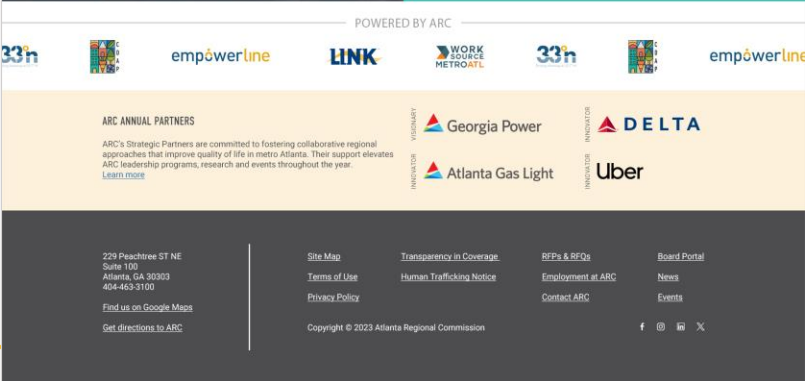 POWERED BY ARC
33°n
CDAP
empowerline
LINK
WORK
SOURCE
METROATL
33°n
CDAP
empowerline
ARC ANNUAL PARTNERS
ARC's Strategic Partners are committed to fostering collaborative regional
approaches that improve quality of life in metro Atlanta. Their support elevates
ARC leadership programs, research and events throughout the year.
Learn more
VISIONARY
Georgia Power
INNOVATOR
DELTA
INNOVATOR
Atlanta Gas Light
INNOVATOR
Uber
229 Peachtree ST NE
Suite 100
Atlanta, GA 30303
404-463-3100
Find us on Google Maps
Get directions to ARC
Site Map
Terms of Use
Privacy Policy
Transparency in Coverage
Human Trafficking Notice
RFPs & RFQs
Employment at ARC
Contact ARC
Board Portal
News
Events
Copyright © 2023 Atlanta Regional Commission